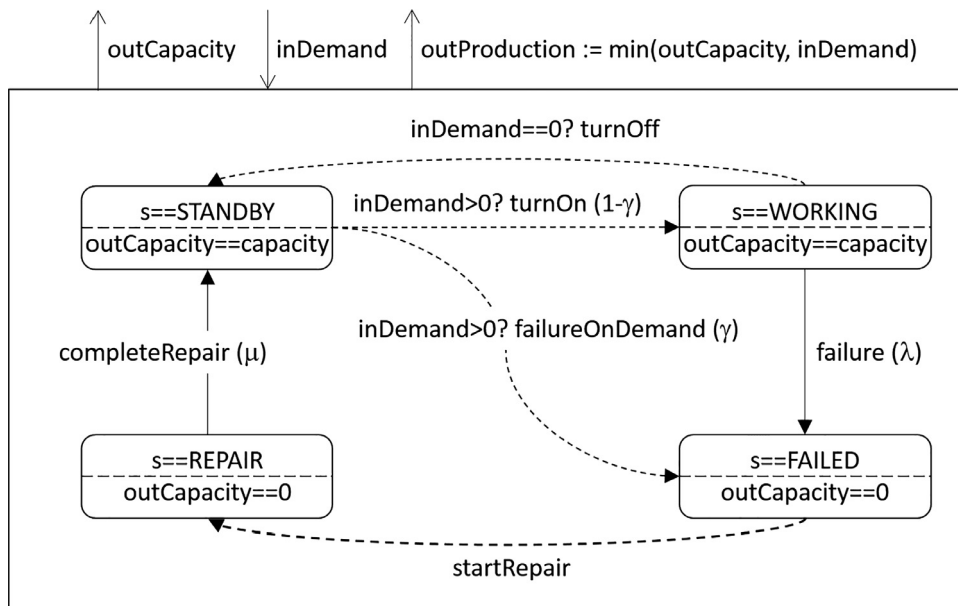 outCapacity
inDemand
outProduction := min(outCapacity, inDemand)
inDemand==0? turnOff
s==STANDBY
outCapacity==capacity
inDemand>0? turnOn (1-γ)
s==WORKING
outCapacity==capacity
inDemand>0? failureOnDemand (γ)
completeRepair (μ)
failure (λ)
s==REPAIR
outCapacity==0
s==FAILED
outCapacity==0
startRepair